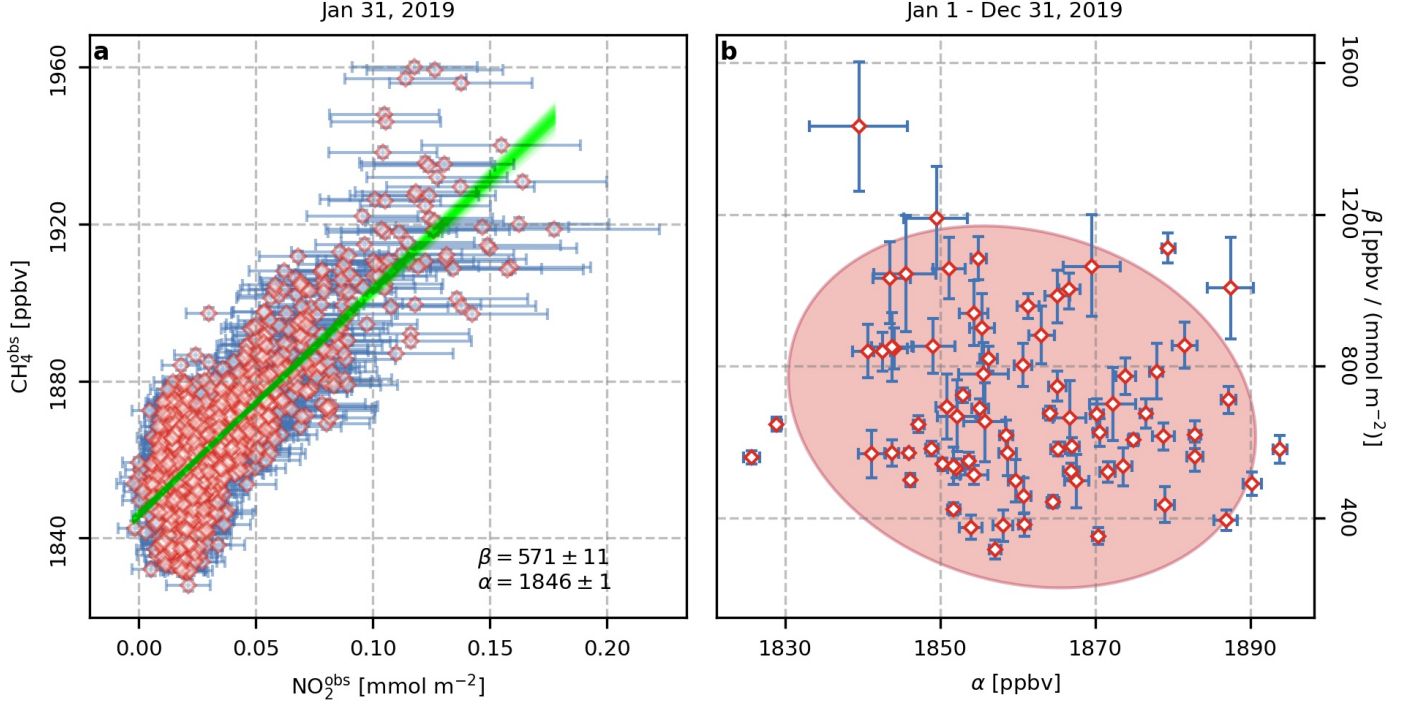 Jan 31, 2019
a
CH₄ᵒᵇˢ [ppbv]
1960
1920
1880
1840
β = 571 ± 11
α = 1846 ± 1
0.00 0.05 0.10 0.15 0.20
NO₂ᵒᵇˢ [mmol m⁻²]
Jan 1 - Dec 31, 2019
b
1600
1200
800
400
β [ppbv / (mmol m⁻²)]
1830 1850 1870 1890
α [ppbv]